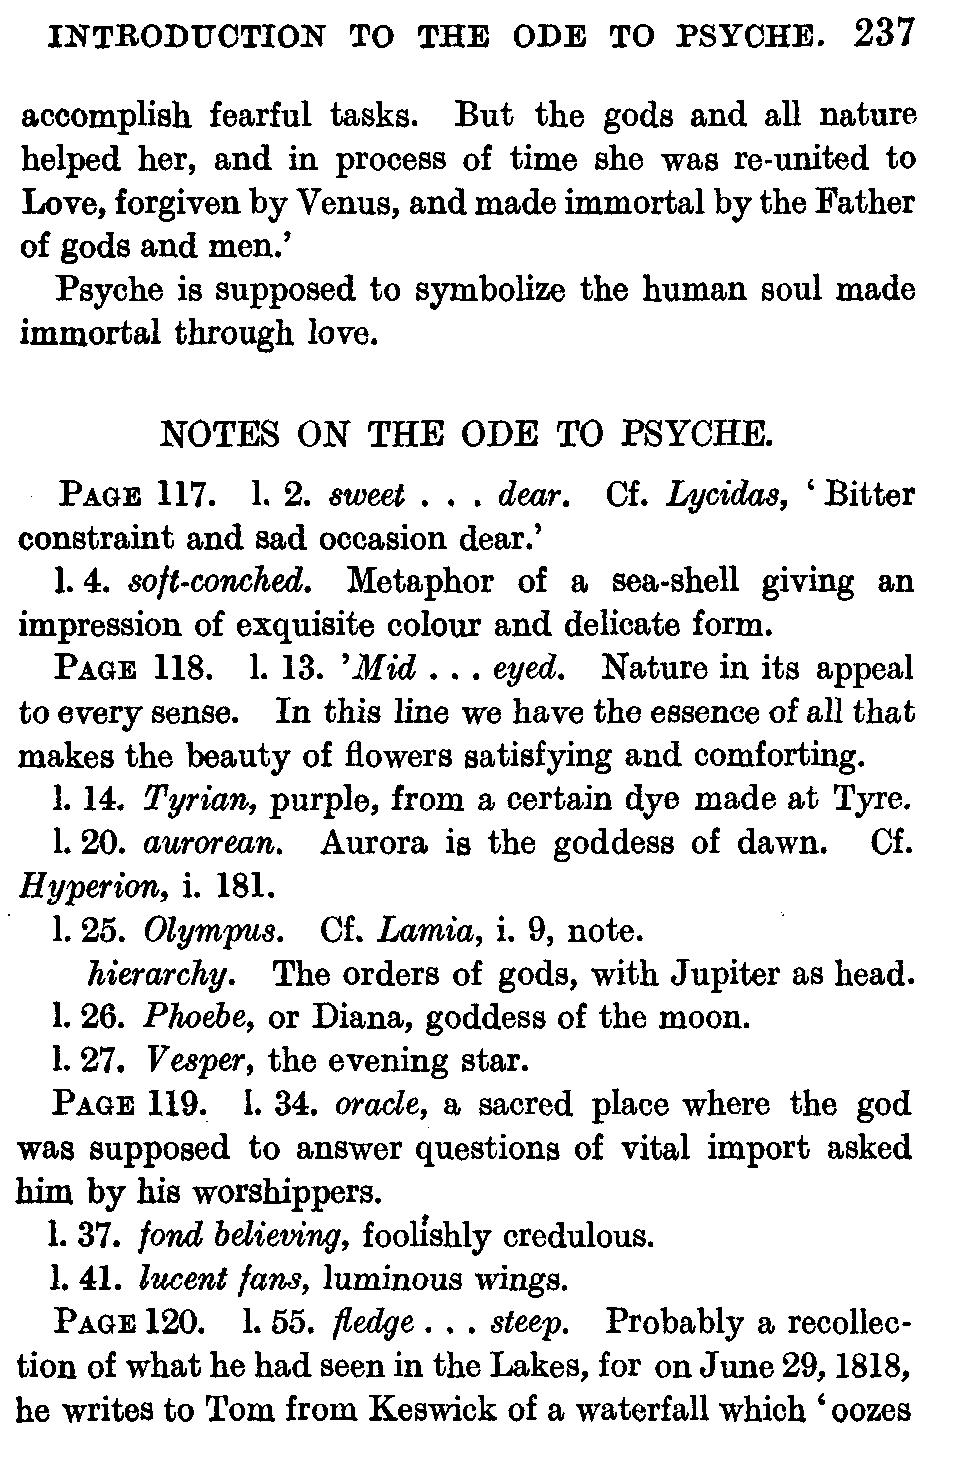 INTRODUCTION TO THE ODE TO PSYCHE. 237
accomplish fearful tasks. But the gods and all nature
helped her, and in process of time she was re-united to
Love, forgiven by Venus, and made immortal by the Father
of gods and men.’
Psyche is supposed to symbolize the human soul made
immortal through love.
NOTES ON THE ODE TO PSYCHE.
PAGE 117. l. 2. sweet . . . dear. Cf. Lycidas, ‘Bitter
constraint and sad occasion dear.’
l. 4. soft-conched. Metaphor of a sea-shell giving an
impression of exquisite colour and delicate form.
PAGE 118. l. 13. ’Mid . . . eyed. Nature in its appeal
to every sense. In this line we have the essence of all that
makes the beauty of flowers satisfying and comforting.
l. 14. Tyrian, purple, from a certain dye made at Tyre.
l. 20. aurorean. Aurora is the goddess of dawn. Cf.
Hyperion, i. 181.
l. 25. Olympus. Cf. Lamia, i. 9, note.
hierarchy. The orders of gods, with Jupiter as head.
l. 26. Phoebe, or Diana, goddess of the moon.
l. 27. Vesper, the evening star.
PAGE 119. l. 34. oracle, a sacred place where the god
was supposed to answer questions of vital import asked
him by his worshippers.
l. 37. fond believing, foolishly credulous.
l. 41. lucent fans, luminous wings.
PAGE 120. l. 55. fledge . . . steep. Probably a recollec-
tion of what he had seen in the Lakes, for on June 29, 1818,
he writes to Tom from Keswick of a waterfall which ‘oozes